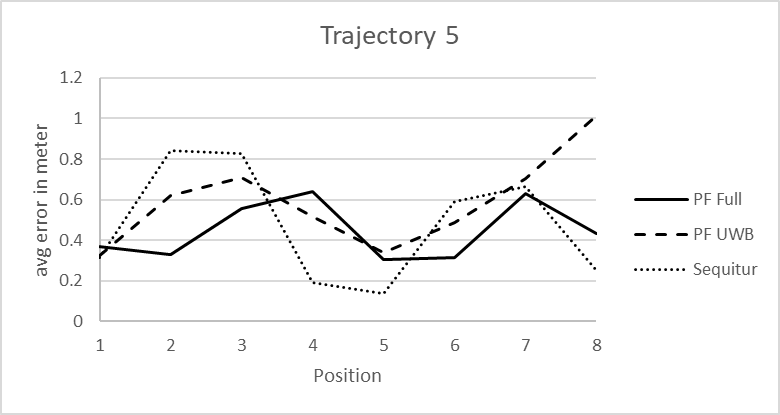 Trajectory 5
1.2
1
0.8
0.6
0.4
0.2
0
avg error in meter
1 2 3 4 5 6 7 8
Position
PF Full
PF UWB
Sequitur